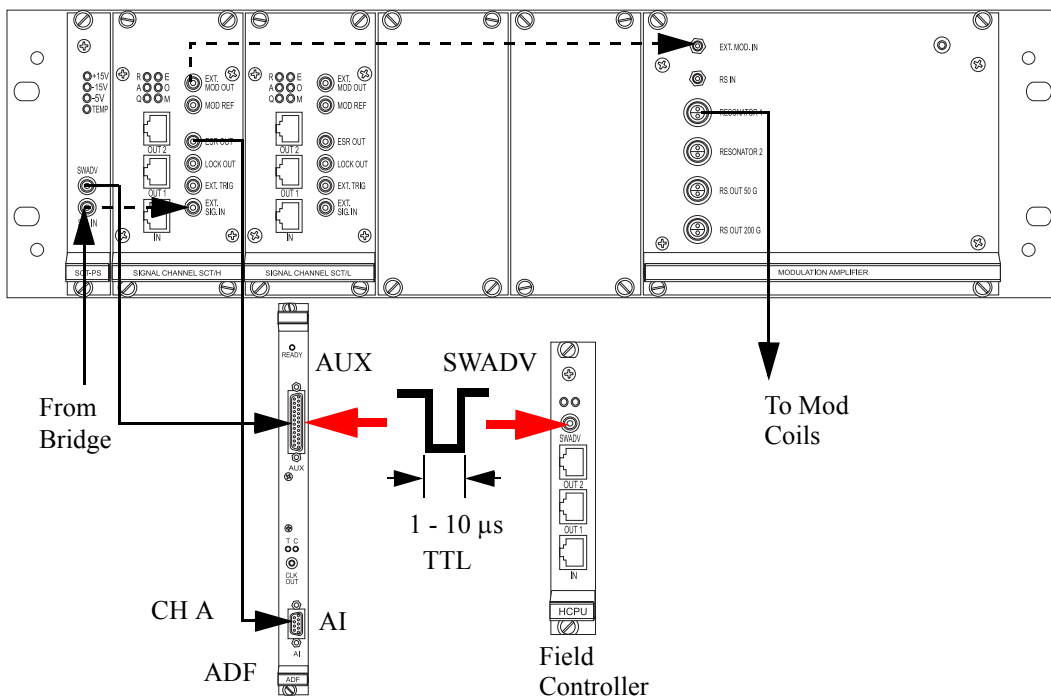 +15V
-15V
-5V
TEMP
SWADV
SCT-PS
R E
A O
Q M
OUT 2
OUT 1
IN
EXT.
MOD OUT
MOD REF
ESR OUT
LOCK OUT
EXT. TRIG
EXT.
SIG. IN
SIGNAL CHANNEL SCT/H
R E
A O
Q M
OUT 2
OUT 1
IN
EXT.
MOD OUT
MOD REF
ESR OUT
LOCK OUT
EXT. TRIG
EXT.
SIG. IN
SIGNAL CHANNEL SCT/L
EXT. MOD. IN
RS IN
RESONATOR 1
RESONATOR 2
RS OUT 50 G
RS OUT 200 G
MODULATION AMPLIFIER
From
Bridge
READY
AUX
AUX
T C
CLK
OUT
CH A
AI
AI
ADF
ADF
SWADV
1 - 10 µs
TTL
SWADV
OUT 2
OUT 1
IN
HCPU
Field
Controller
To Mod
Coils